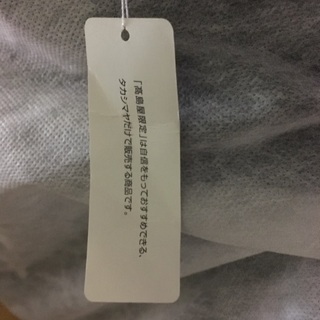 「髙島屋限定」は自信をもっておすすめできる、
タカシマヤだけで販売する商品です。